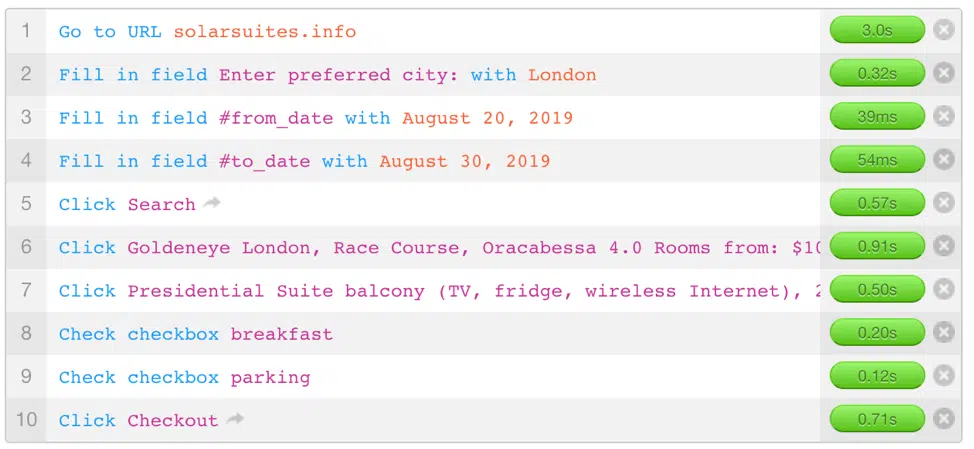 1 Go to URL solarsuites.info 3.0s
2 Fill in field Enter preferred city: with London 0.32s
3 Fill in field #from_date with August 20, 2019 39ms
4 Fill in field #to_date with August 30, 2019 54ms
5 Click Search 0.57s
6 Click Goldeneye London, Race Course, Oracabessa 4.0 Rooms from: $10 0.91s
7 Click Presidential Suite balcony (TV, fridge, wireless Internet), 2 0.50s
8 Check checkbox breakfast 0.20s
9 Check checkbox parking 0.12s
10 Click Checkout 0.71s